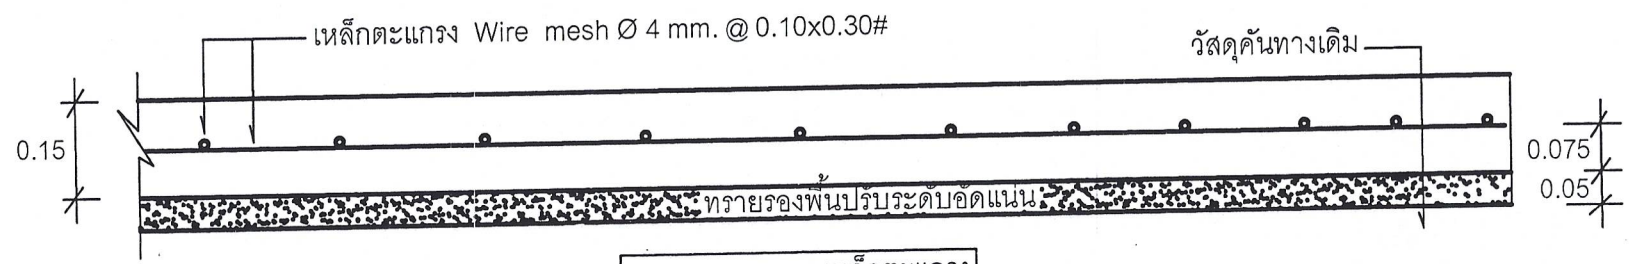 เหล็กตะแกรง Wire mesh Ø 4 mm. @ 0.10x0.30#
วัสดุคันทางเดิม
0.15
0.075
ทรายรองพื้นปรับระดับอัดแน่น
0.05